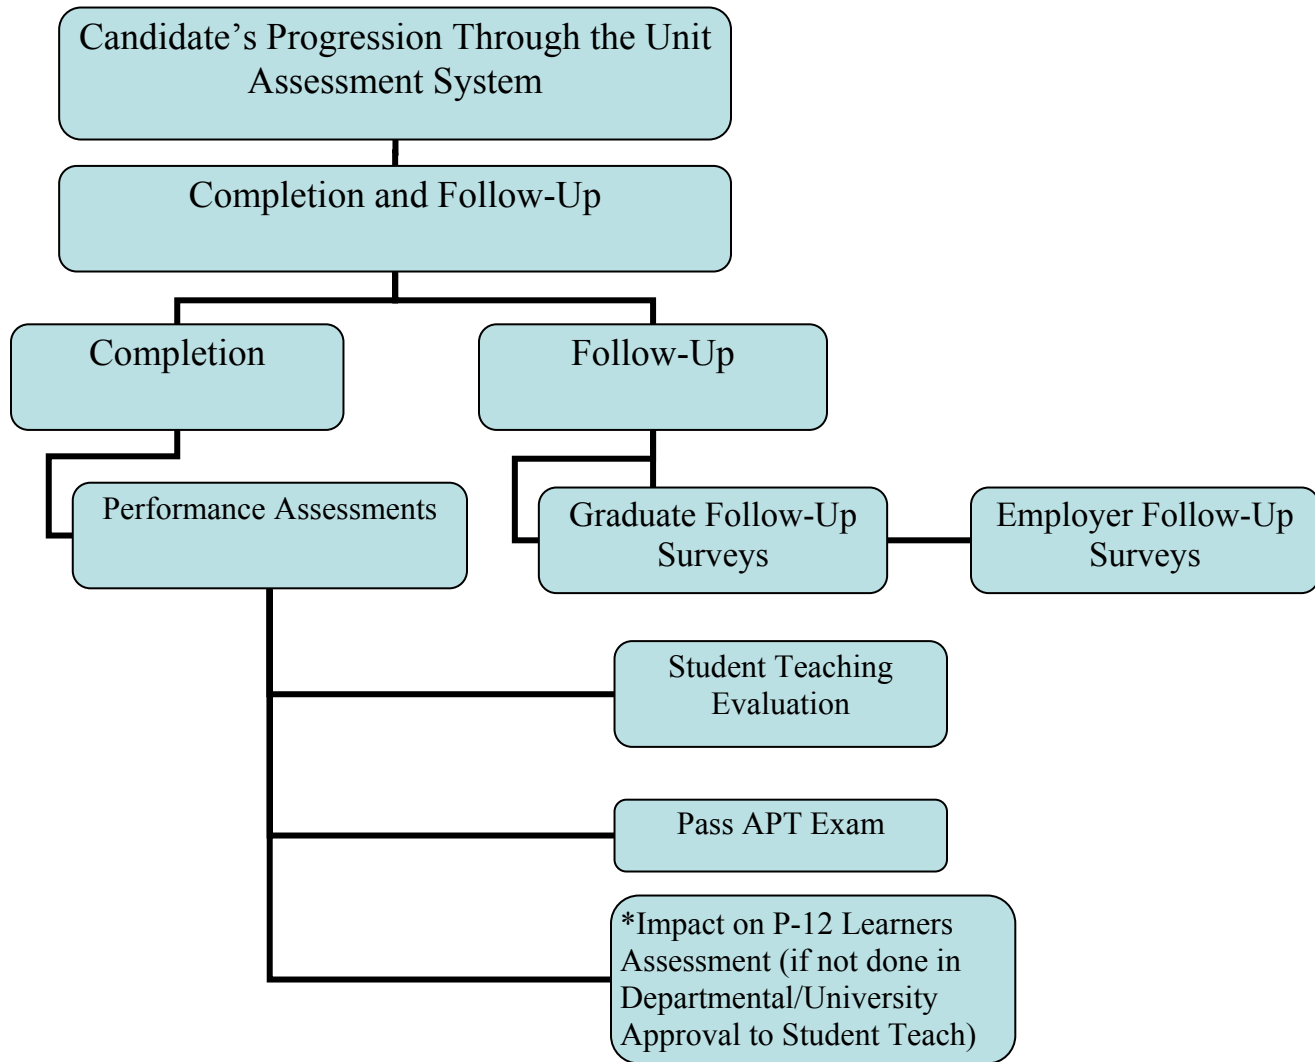 Candidate’s Progression Through the Unit
Assessment System
Completion and Follow-Up
Completion
Follow-Up
Performance Assessments
Graduate Follow-Up
Surveys
Employer Follow-Up
Surveys
Student Teaching
Evaluation
Pass APT Exam
*Impact on P-12 Learners
Assessment (if not done in
Departmental/University
Approval to Student Teach)